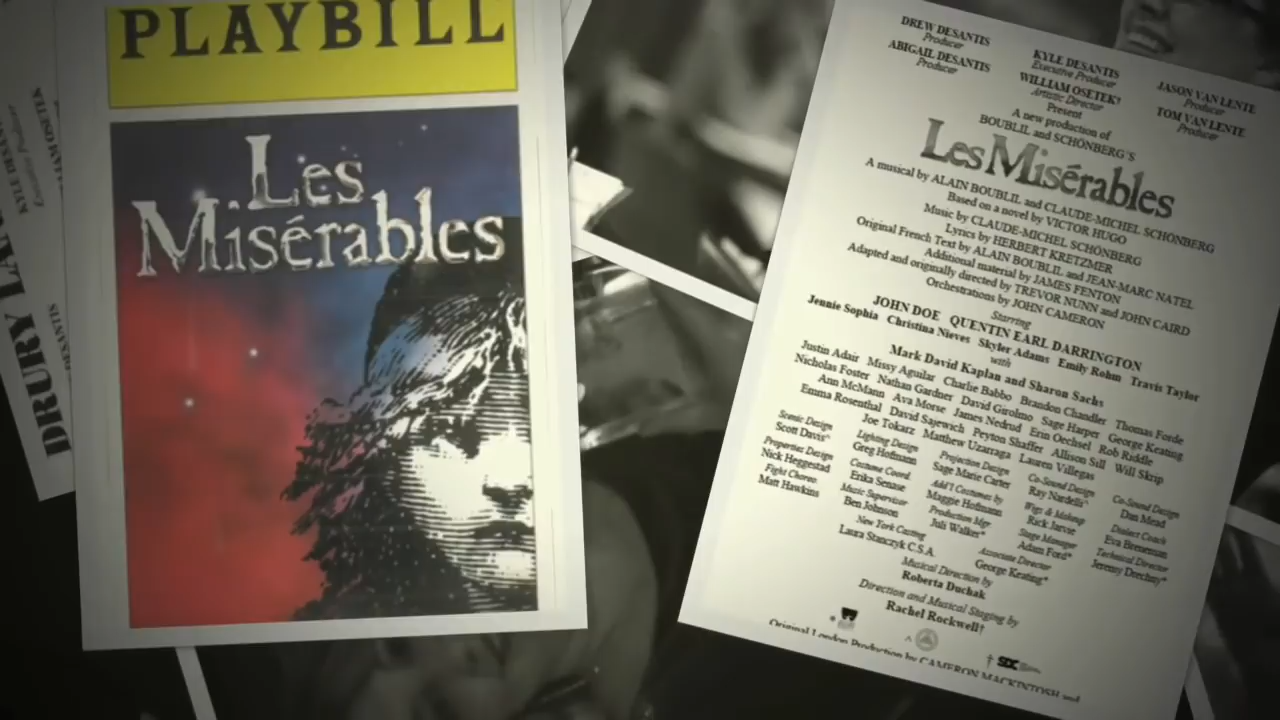 PLAYBILL
Les
Misérables
DRURY LA
DESANTIS
DREW DESANTIS
Producer
ABIGAIL DESANTIS
Producer
KYLE DESANTIS
Executive Producer
WILLIAM OSETEK†
Artistic Director
JASON VAN LENTE
Producer
TOM VAN LENTE
Producer
Present
A new production of
BOUBLIL and SCHÖNBERG'S
Les Misérables
A musical by ALAIN BOUBLIL and CLAUDE-MICHEL SCHÖNBERG
Based on a novel by VICTOR HUGO
Music by CLAUDE-MICHEL SCHÖNBERG
Lyrics by HERBERT KRETZMER
Original French Text by ALAIN BOUBLIL and JEAN-MARC NATEL
Additional material by JAMES FENTON
Adapted and originally directed by TREVOR NUNN and JOHN CAIRD
Orchestrations by JOHN CAMERON
Starring
JOHN DOE QUENTIN EARL DARRINGTON
Jennie Sophia Christina Nieves Skyler Adams Emily Rohm Travis Taylor
with
Mark David Kaplan and Sharon Sachs
Justin Adair Missy Aguilar Charlie Babbo Brandon Chandler Thomas Forde
Nicholas Foster Nathan Gardner David Girolmo Sage Harper George Keating
Ann McMann Ava Morse James Nedrud Erin Oechsel Rob Riddle
Emma Rosenthal David Sajewich Peyton Shaffer Allison Sill Will Skrip
Joe Tokarz Matthew Uzarraga Lauren Villegas
Scenic Design
Scott Davis^
Lighting Design
Greg Hofmann
Projection Design
Sage Marie Carter
Co-Sound Design
Ray Nardelli^
Co-Sound Design
Dan Mead
Properties Design
Nick Heggestad
Costume Coord.
Erika Senase
Add'l Costumes by
Maggie Hofmann
Wigs & Makeup
Rick Jarvie
Dialect Coach
Eva Breneman
Fight Choreo.
Matt Hawkins
Music Supervisor
Ben Johnson
Production Mgr.
Juli Walker*
Stage Manager
Adam Ford*
Technical Director
Jeremy Drechny*
New York Casting
Laura Stanczyk C.S.A.
Associate Director
George Keating*
Musical Direction by
Roberta Duchak
Direction and Musical Staging by
Rachel Rockwell†
Original London Production by CAMERON MACKINTOSH and